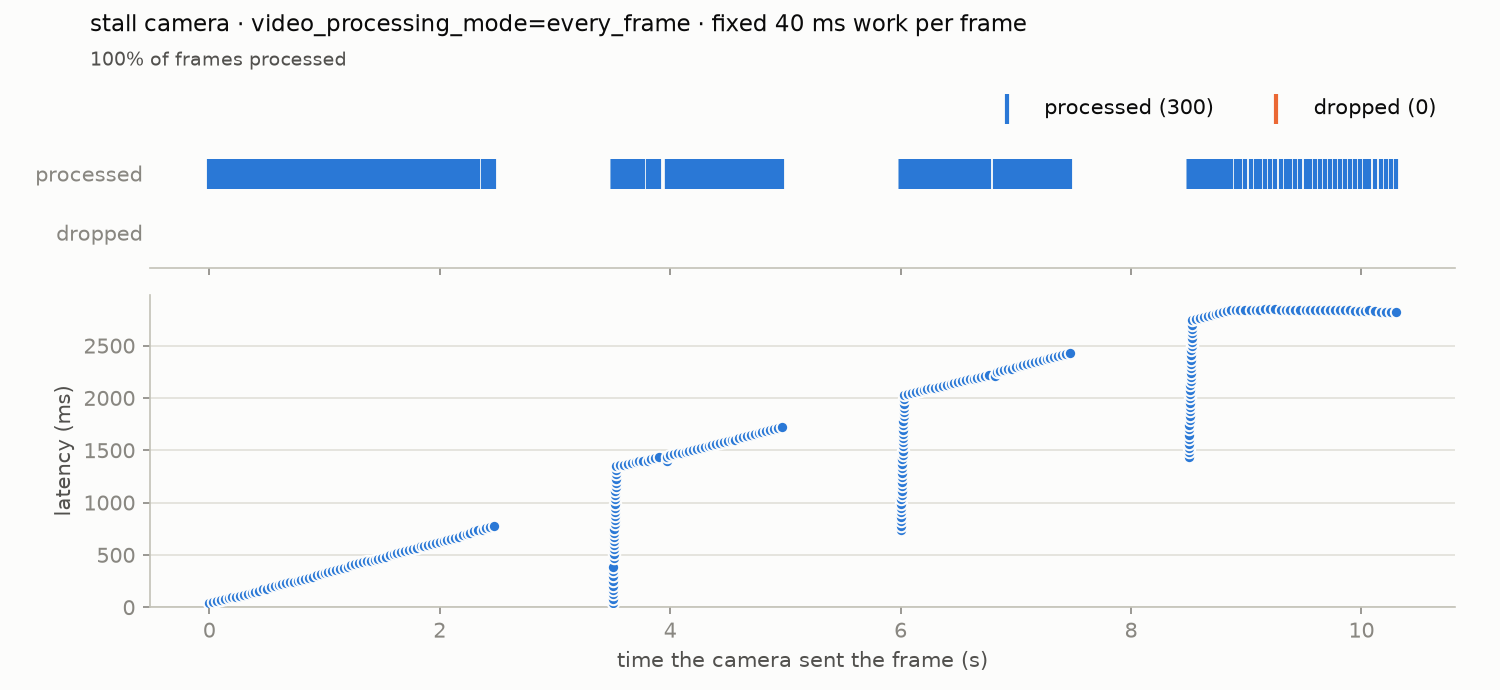 stall camera · video_processing_mode=every_frame · fixed 40 ms work per frame
100% of frames processed
processed (300)
dropped (0)
processed
dropped
latency (ms)
2500
2000
1500
1000
500
0
0
2
4
6
8
10
time the camera sent the frame (s)